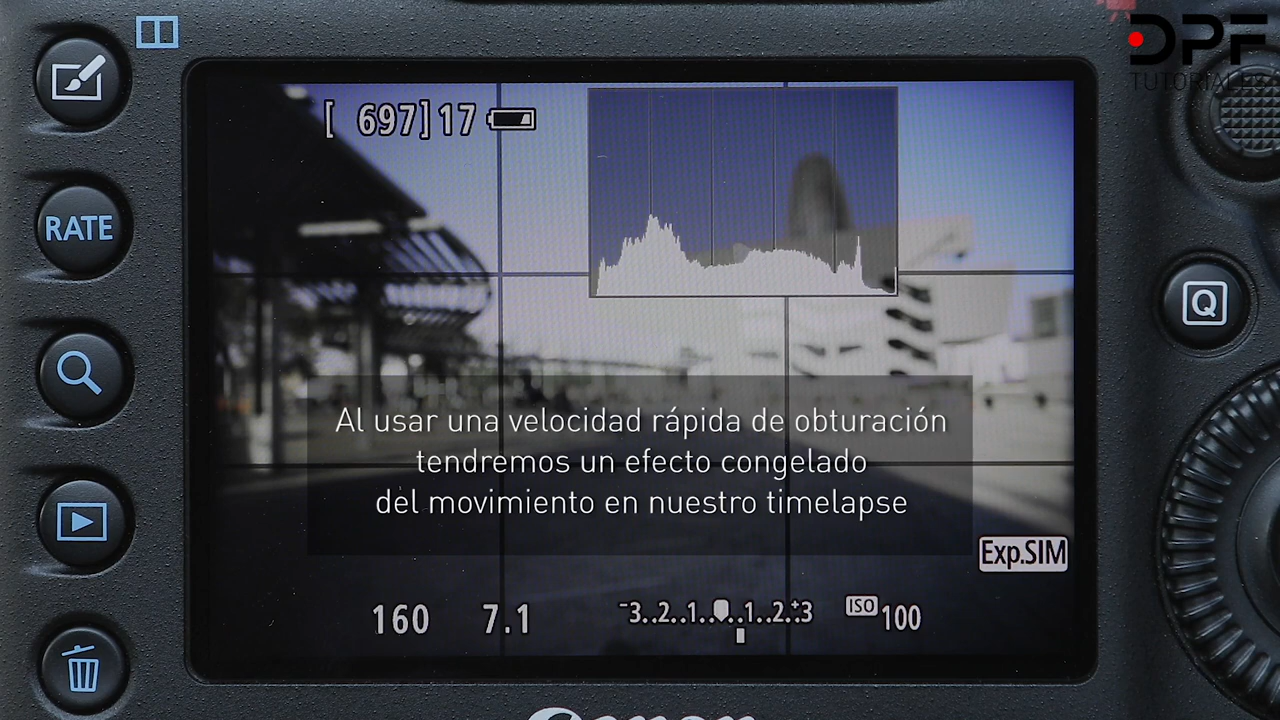 DPF
TUTORIALES
[ 697]17
RATE
Q
Al usar una velocidad rápida de obturación
tendremos un efecto congelado
del movimiento en nuestro timelapse
Exp.SIM
160 7.1 -3..2..1..0..1..2.+3 ISO 100
Canon